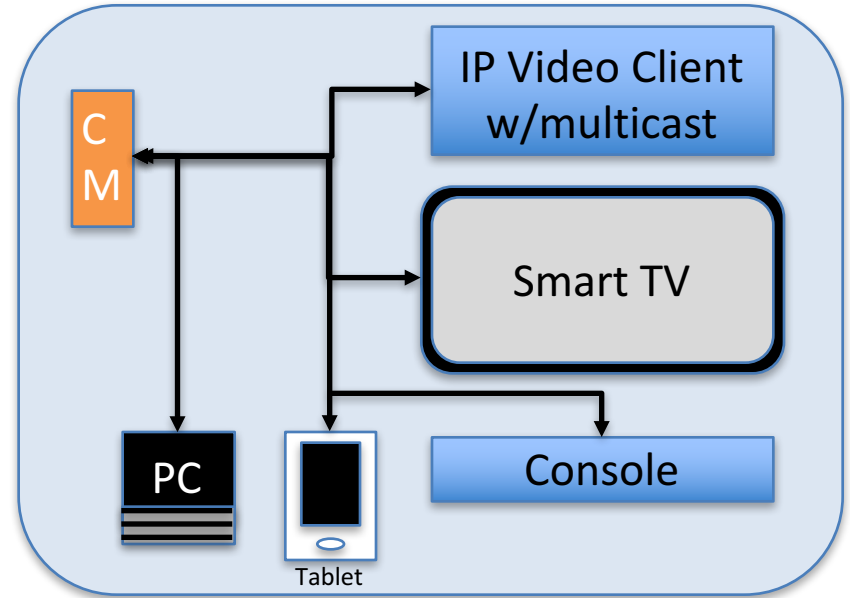 IP Video Client
w/multicast
C
M
Smart TV
PC
Console
Tablet